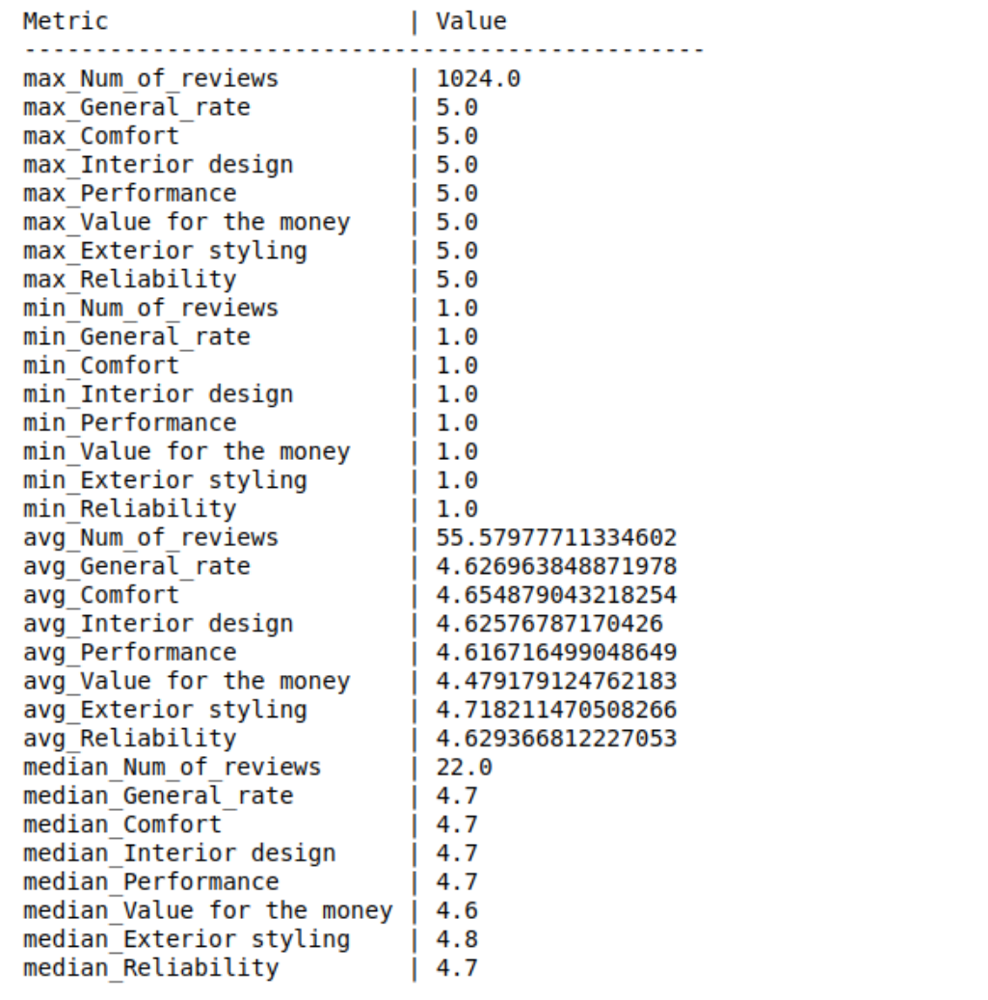 Metric | Value
------------------------------------------------
max_Num_of_reviews | 1024.0
max_General_rate | 5.0
max_Comfort | 5.0
max_Interior design | 5.0
max_Performance | 5.0
max_Value for the money | 5.0
max_Exterior styling | 5.0
max_Reliability | 5.0
min_Num_of_reviews | 1.0
min_General_rate | 1.0
min_Comfort | 1.0
min_Interior design | 1.0
min_Performance | 1.0
min_Value for the money | 1.0
min_Exterior styling | 1.0
min_Reliability | 1.0
avg_Num_of_reviews | 55.57977711334602
avg_General_rate | 4.626963848871978
avg_Comfort | 4.654879043218254
avg_Interior design | 4.62576787170426
avg_Performance | 4.616716499048649
avg_Value for the money | 4.479179124762183
avg_Exterior styling | 4.718211470508266
avg_Reliability | 4.629366812227053
median_Num_of_reviews | 22.0
median_General_rate | 4.7
median_Comfort | 4.7
median_Interior design | 4.7
median_Performance | 4.7
median_Value for the money | 4.6
median_Exterior styling | 4.8
median_Reliability | 4.7